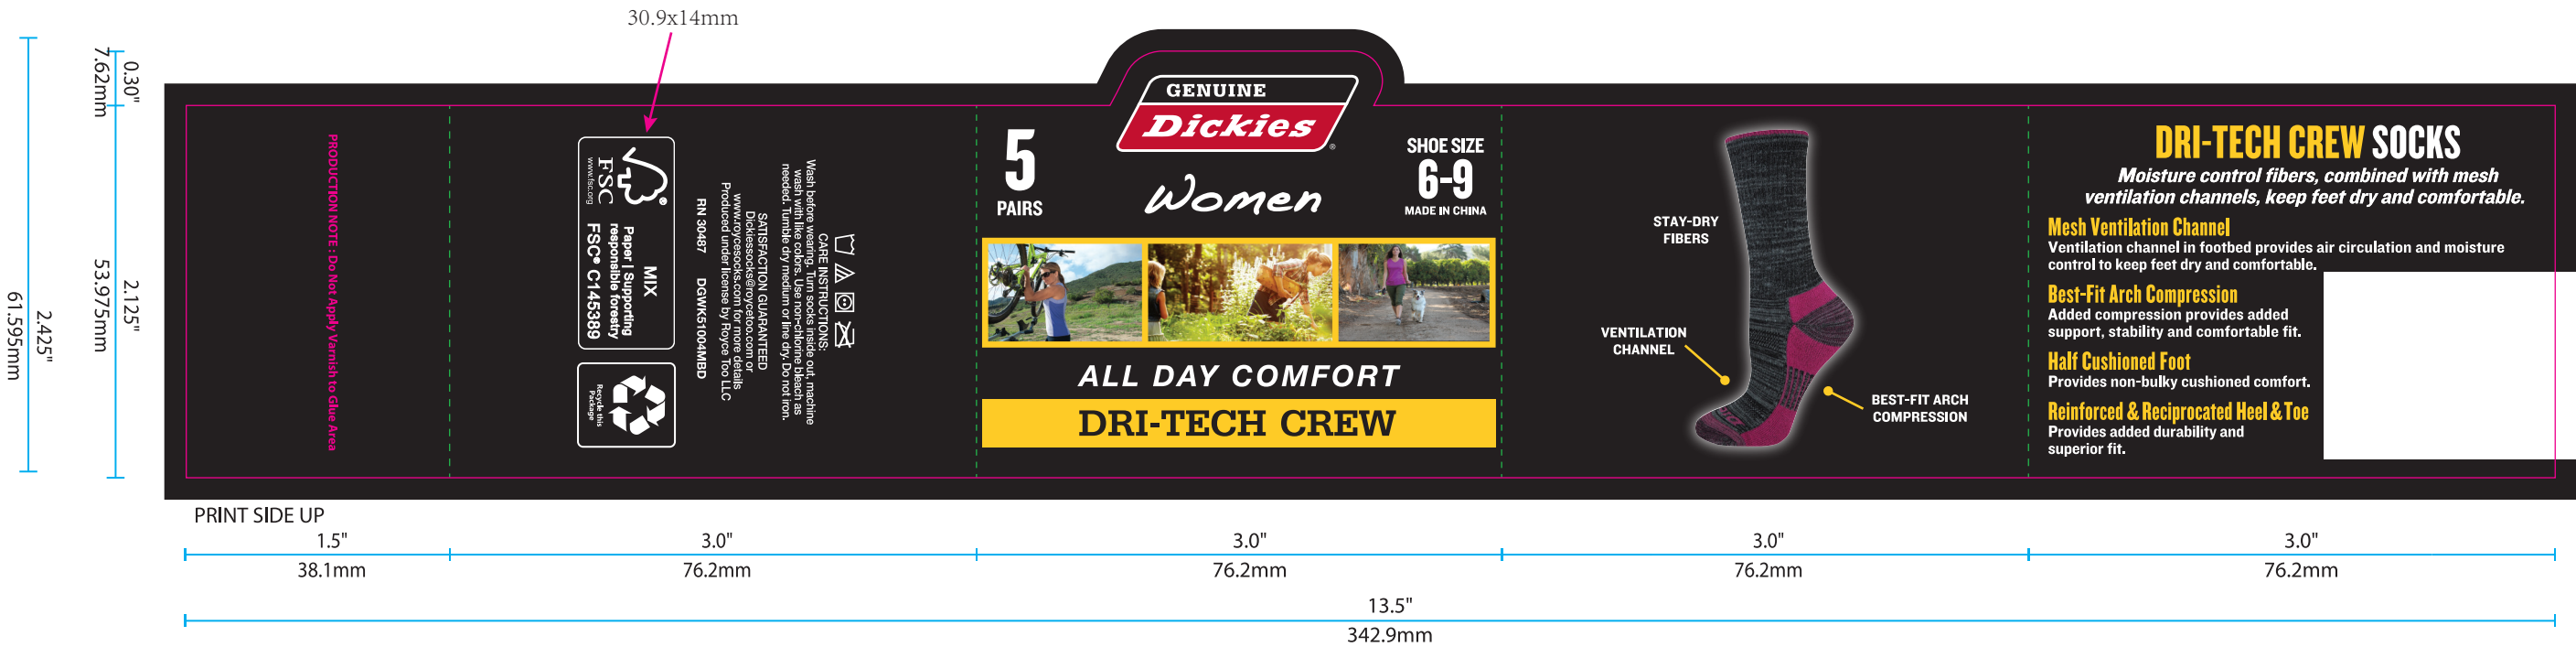 30.9x14mm
0.30"
7.62mm
2.125"
53.975mm
2.425"
61.595mm
PRODUCTION NOTE : Do Not Apply Varnish to Glue Area
FSC
www.fsc.org
MIX
Paper | Supporting
responsible forestry
FSC® C145389
Recycle this
Package
CARE INSTRUCTIONS:
Wash before wearing. Turn socks inside out, machine
wash with like colors. Use non-chlorine bleach as
needed. Tumble dry medium or line dry. Do not iron.
SATISFACTION GUARANTEED
Dickiessocks@roycetoo.com or
www.roycesocks.com for more details
Produced under license by Royce Too LLC
RN 30487 DGWK51004MBD
GENUINE
Dickies®
5
PAIRS
Women
SHOE SIZE
6-9
MADE IN CHINA
ALL DAY COMFORT
DRI-TECH CREW
STAY-DRY
FIBERS
VENTILATION
CHANNEL
BEST-FIT ARCH
COMPRESSION
DRI-TECH CREW SOCKS
Moisture control fibers, combined with mesh
ventilation channels, keep feet dry and comfortable.
Mesh Ventilation Channel
Ventilation channel in footbed provides air circulation and moisture
control to keep feet dry and comfortable.
Best-Fit Arch Compression
Added compression provides added
support, stability and comfortable fit.
Half Cushioned Foot
Provides non-bulky cushioned comfort.
Reinforced & Reciprocated Heel & Toe
Provides added durability and
superior fit.
PRINT SIDE UP
1.5"
38.1mm
3.0"
76.2mm
3.0"
76.2mm
3.0"
76.2mm
3.0"
76.2mm
13.5"
342.9mm